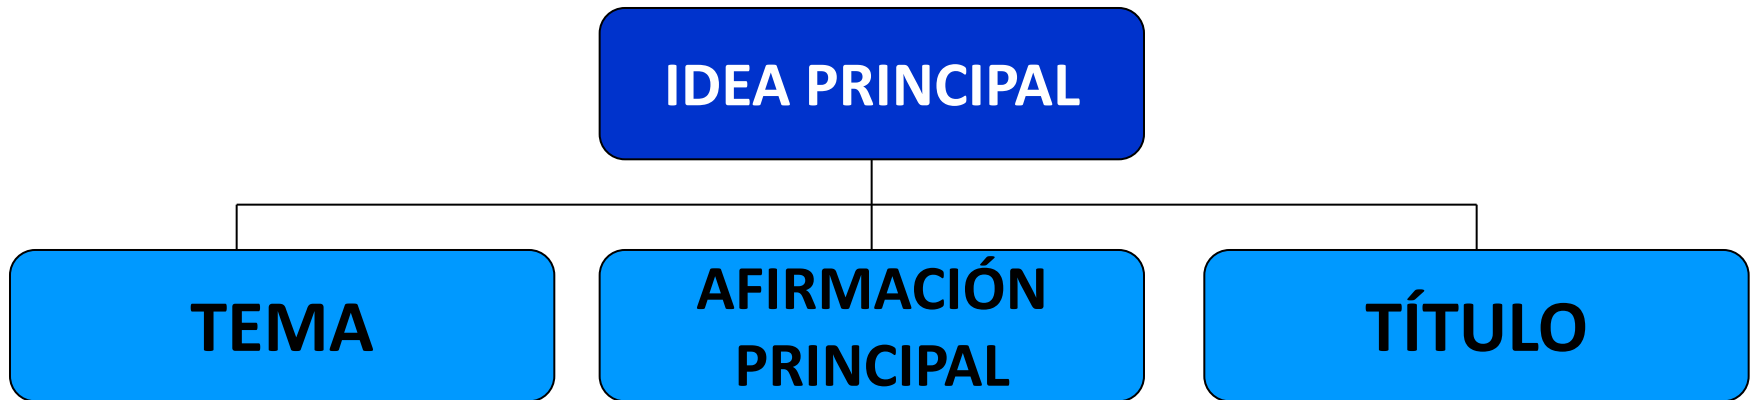 IDEA PRINCIPAL
TEMA
AFIRMACIÓN
PRINCIPAL
TÍTULO